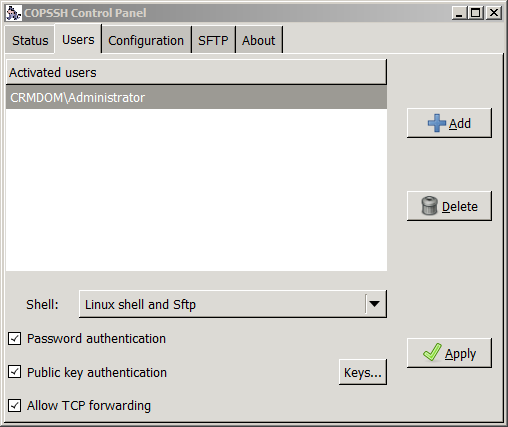 COPSSH Control Panel
Status Users Configuration SFTP About
Activated users
CRMDOM\Administrator
Add
Delete
Shell: Linux shell and Sftp
Password authentication
Apply
Public key authentication Keys...
Allow TCP forwarding